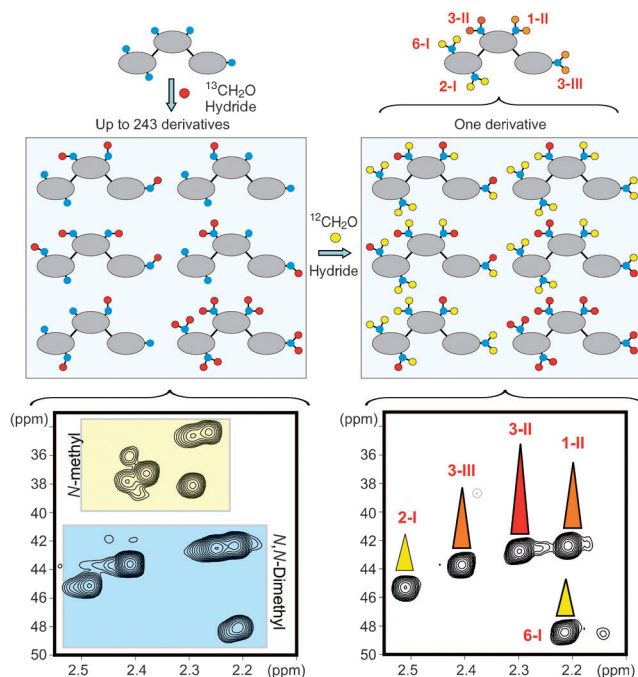 3-II
1-II
6-I
2-I
3-III
¹³CH₂O
Hydride
Up to 243 derivatives
One derivative
¹²CH₂O
Hydride
(ppm)
36
38
40
42
44
46
48
50
N-methyl
N,N-Dimethyl
2.5
2.4
2.3
2.2
(ppm)
(ppm)
36
38
40
42
44
46
48
50
3-II
1-II
3-III
2-I
6-I
2.5
2.4
2.3
2.2
(ppm)